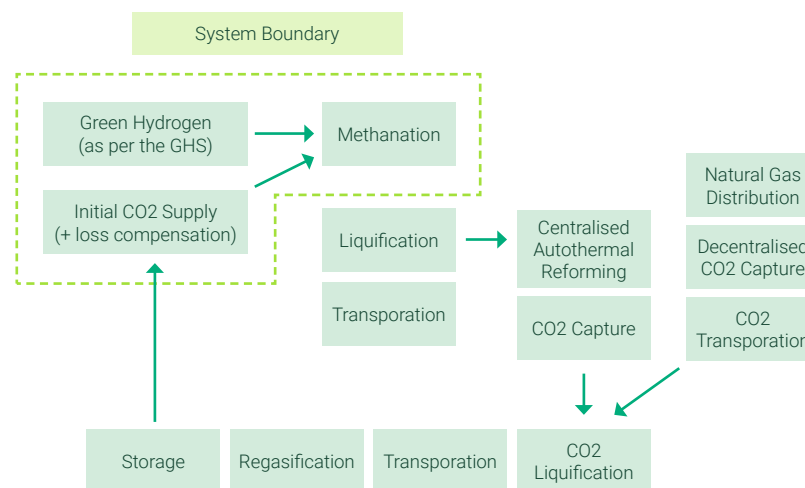 System Boundary
Green Hydrogen
(as per the GHS)
Methanation
Initial CO2 Supply
(+ loss compensation)
Liquification
Transporation
Centralised
Autothermal
Reforming
CO2 Capture
Natural Gas
Distribution
Decentralised
CO2 Capture
CO2
Transporation
Storage
Regasification
Transporation
CO2
Liquification